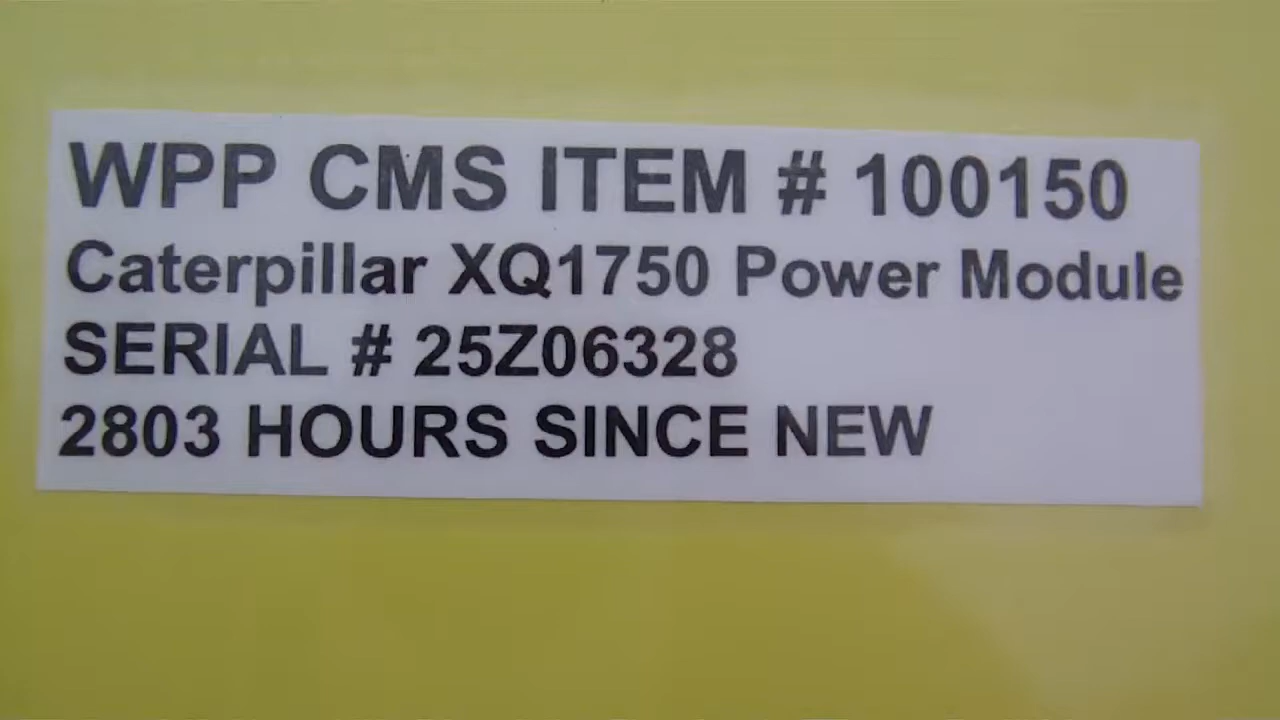 WPP CMS ITEM # 100150
Caterpillar XQ1750 Power Module
SERIAL # 25Z06328
2803 HOURS SINCE NEW